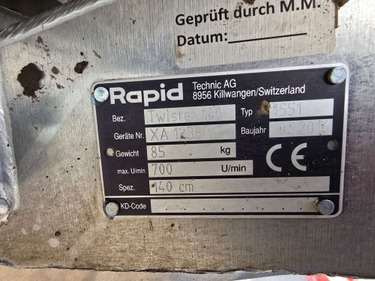 Geprüft durch M.M.
Datum:
Rapid Technic AG
8956 Killwangen/Switzerland
Bez. Typ
Geräte Nr. XA Baujahr
Gewicht 85 kg
max. U/min 700 U/min CE
Spez. 140 cm
KD-Code